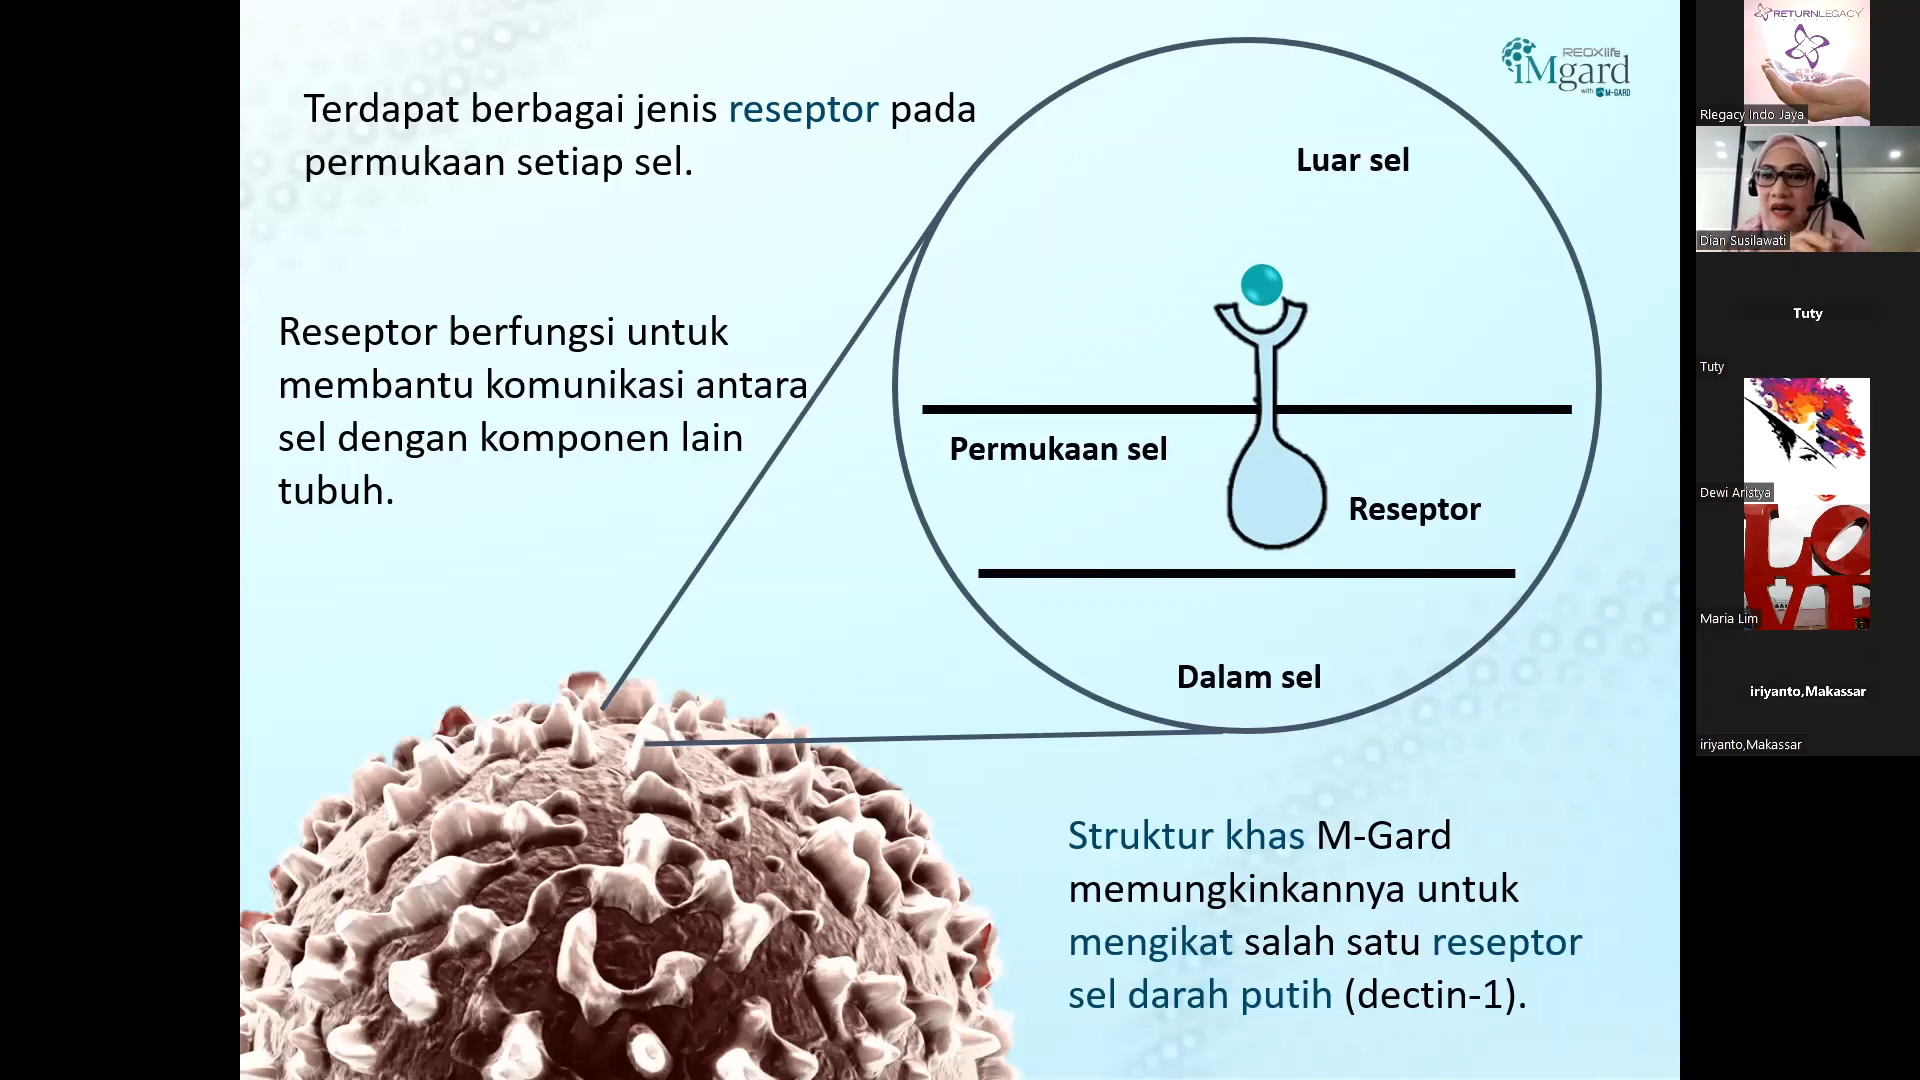 Terdapat berbagai jenis reseptor pada
permukaan setiap sel.
Reseptor berfungsi untuk
membantu komunikasi antara
sel dengan komponen lain
tubuh.
REOXlife
iMgard
with M-GARD
Luar sel
Permukaan sel
Reseptor
Dalam sel
Struktur khas M-Gard
memungkinkannya untuk
mengikat salah satu reseptor
sel darah putih (dectin-1).
RETURNLEGACY
Rlegacy Indo Jaya
Dian Susilawati
Tuty
Tuty
Dewi Aristya
LOVE
Maria Lim
iriyanto,Makassar
iriyanto,Makassar